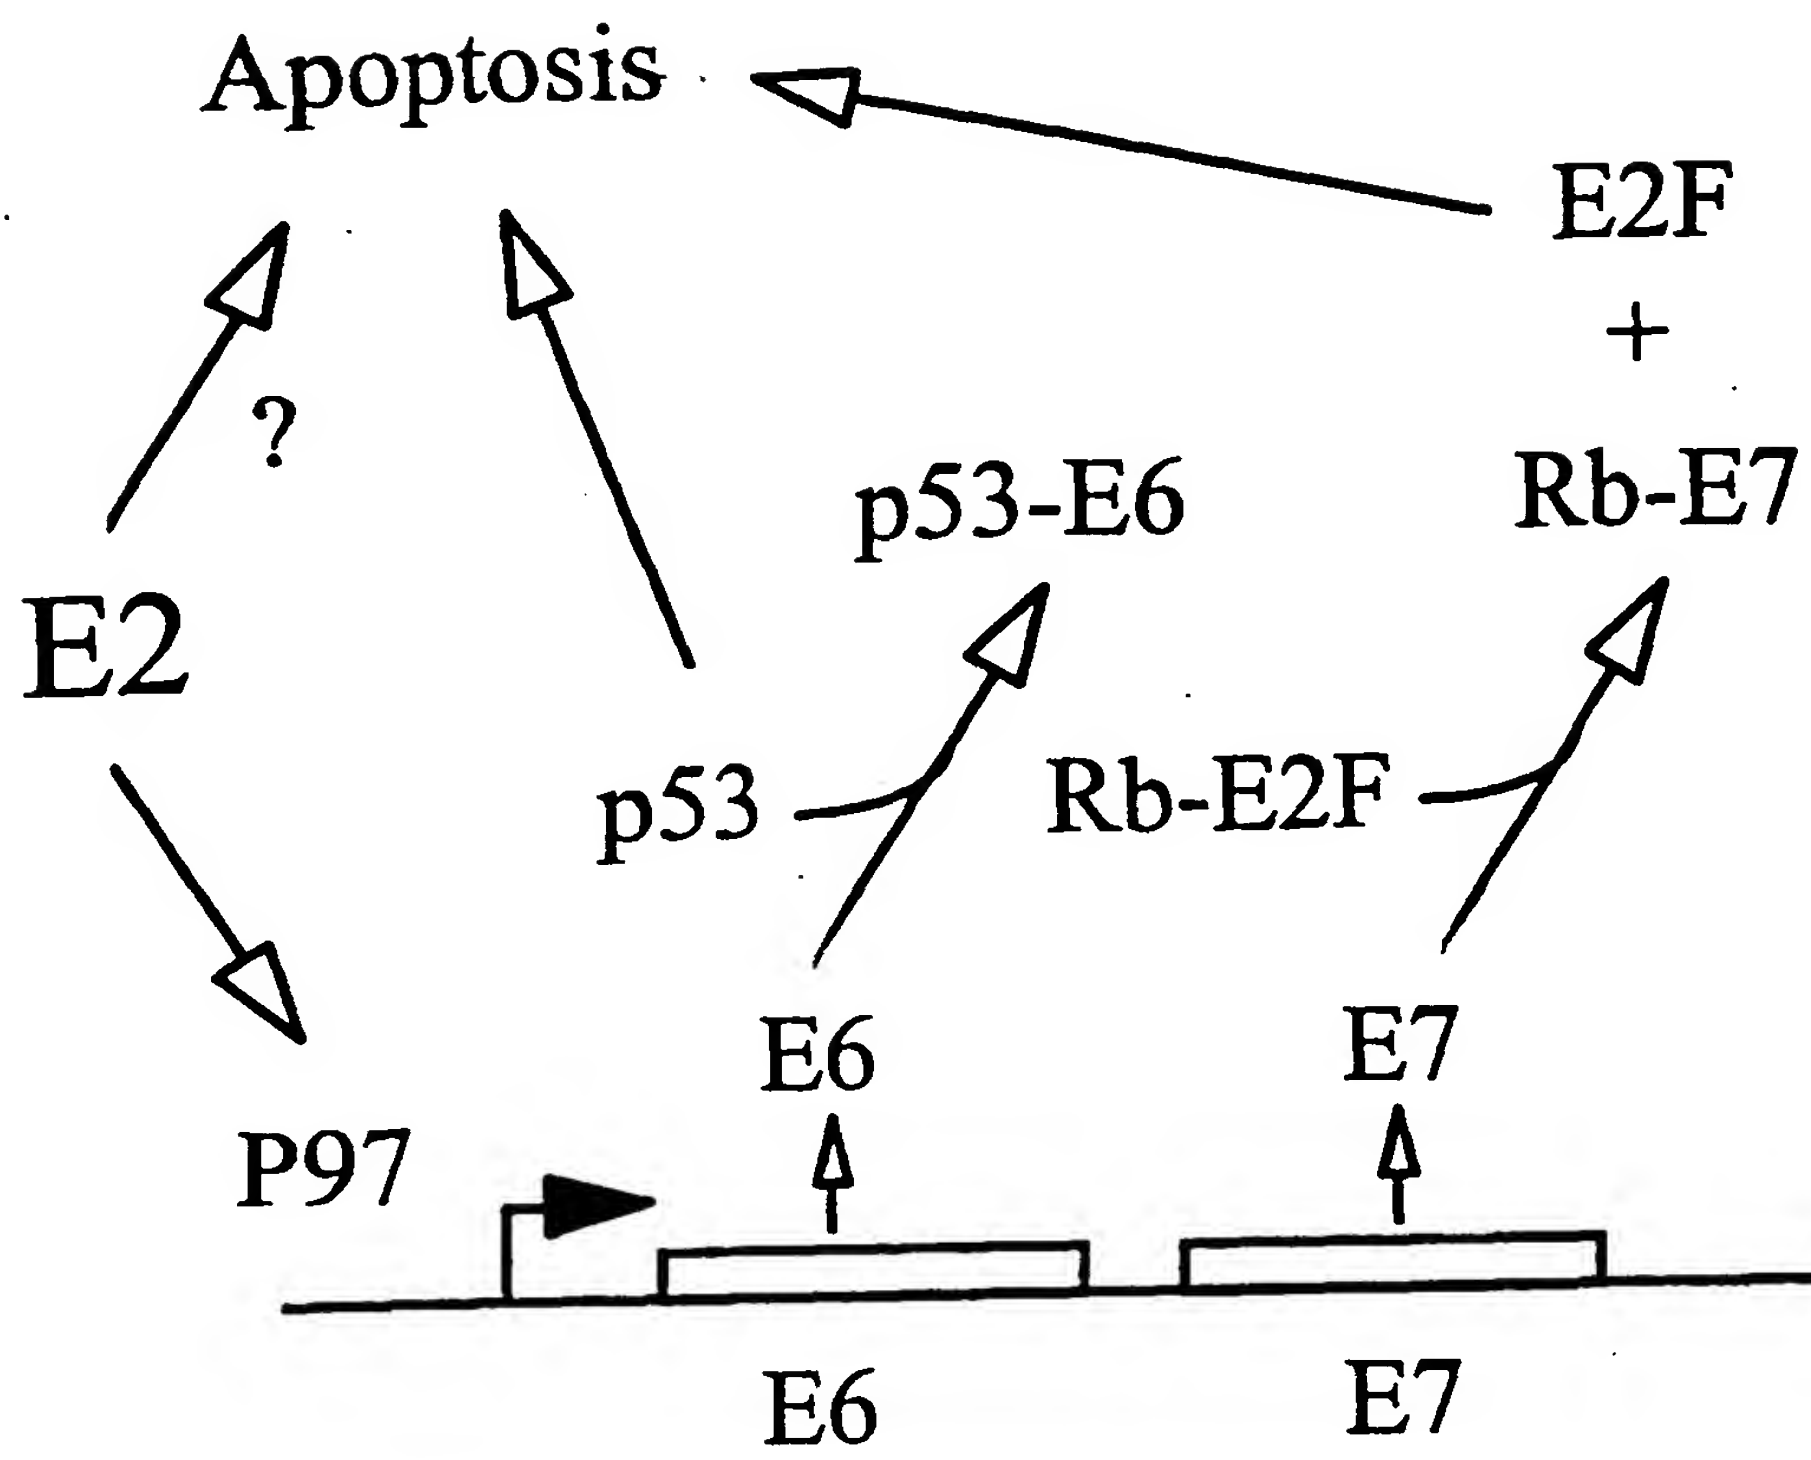 Apoptosis
E2F
+
?
p53-E6
Rb-E7
E2
p53
Rb-E2F
E6
E7
P97
E6
E7